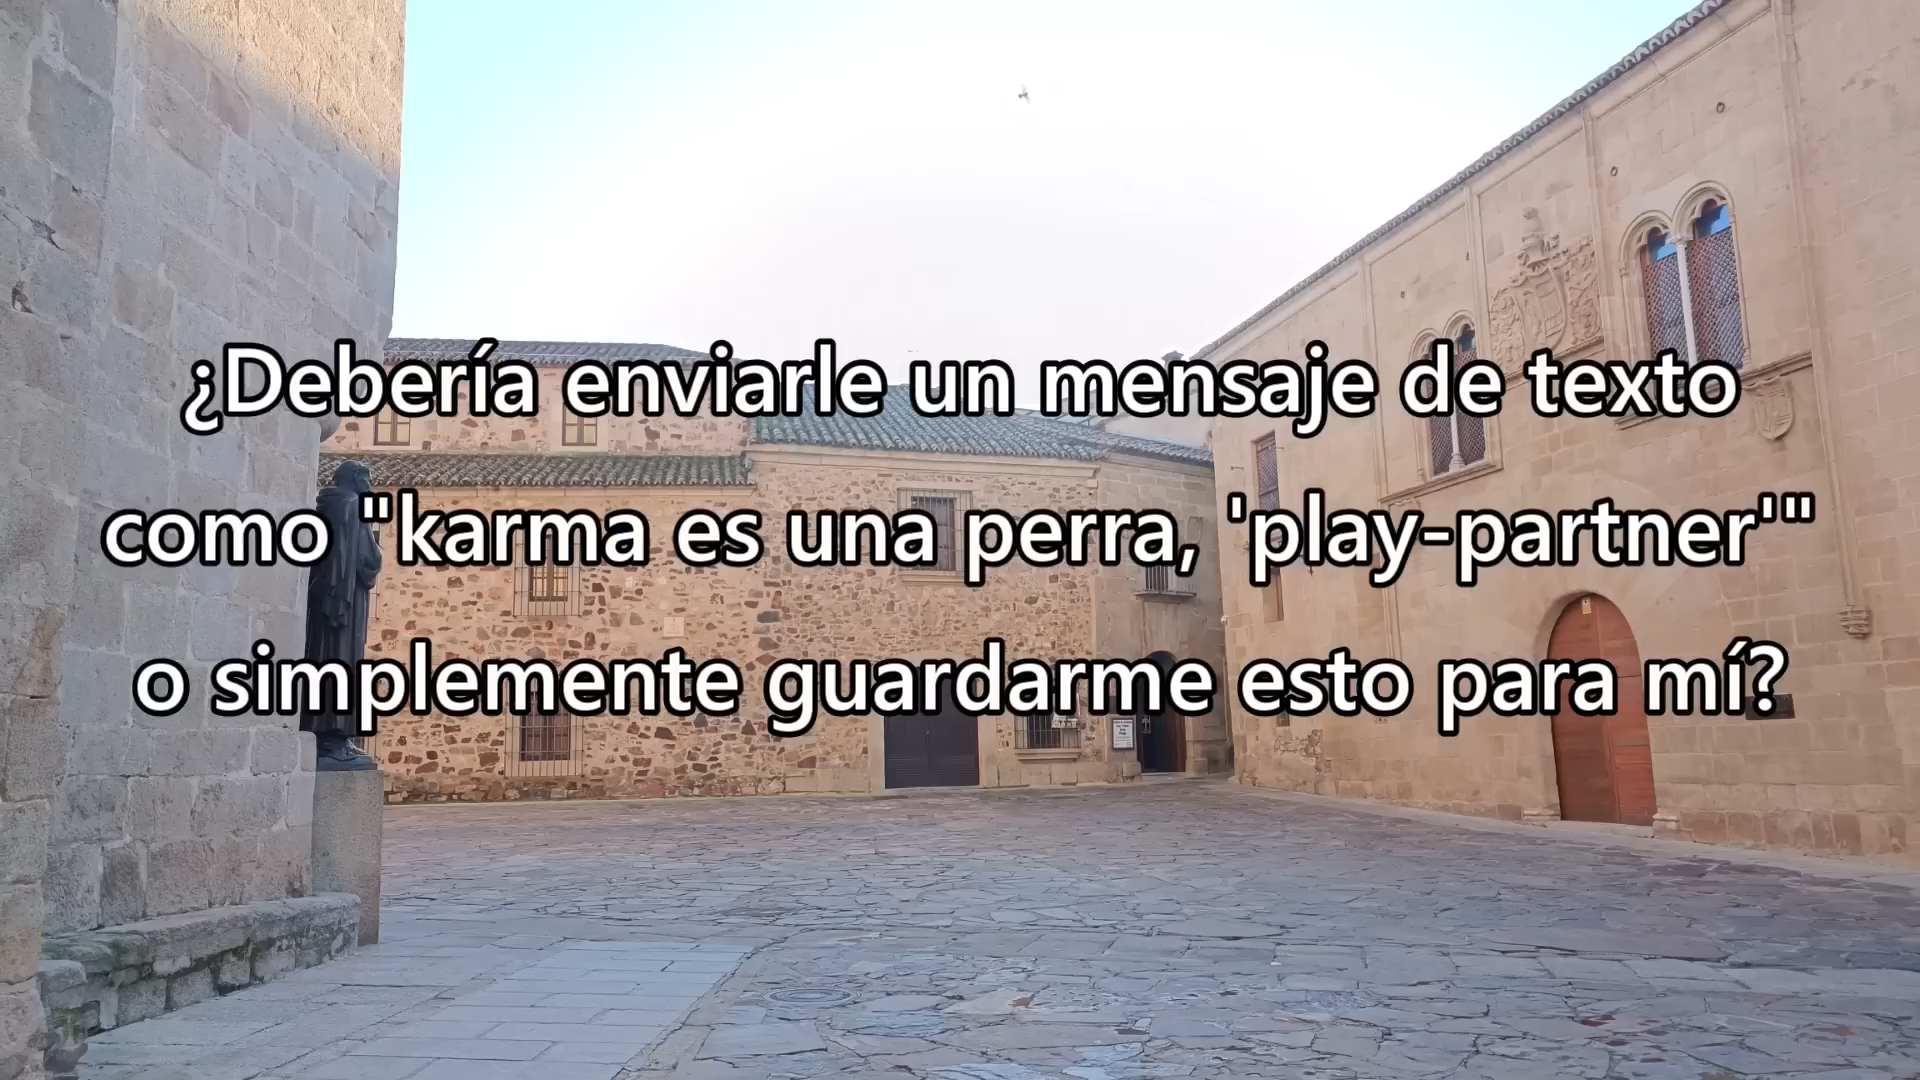 ¿Debería enviarle un mensaje de texto
como "karma es una perra, 'play-partner'"
o simplemente guardarme esto para mí?